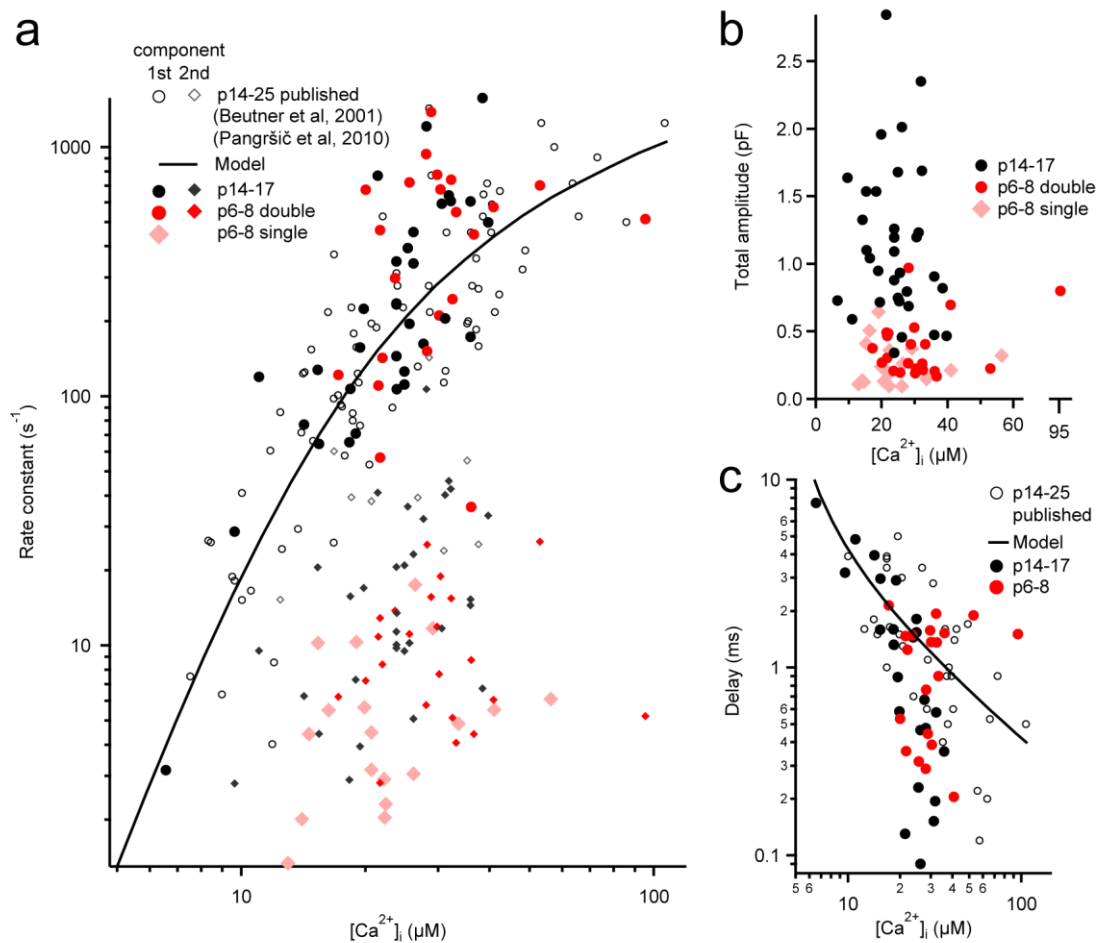 a
component
1st 2nd
p14-25 published
(Beutner et al, 2001)
(Pangršič et al, 2010)
Model
p14-17
p6-8 double
p6-8 single
1000
100
10
Rate constant (s⁻¹)
10
100
[Ca²⁺]ᵢ (µM)
b
2.5
2.0
1.5
1.0
0.5
0.0
Total amplitude (pF)
p14-17
p6-8 double
p6-8 single
0 20 40 60 95
[Ca²⁺]ᵢ (µM)
c
10
6
5
4
3
2
1
6
5
4
3
2
0.1
Delay (ms)
p14-25
published
Model
p14-17
p6-8
5 6 2 3 4 5 6
10 100
[Ca²⁺]ᵢ (µM)